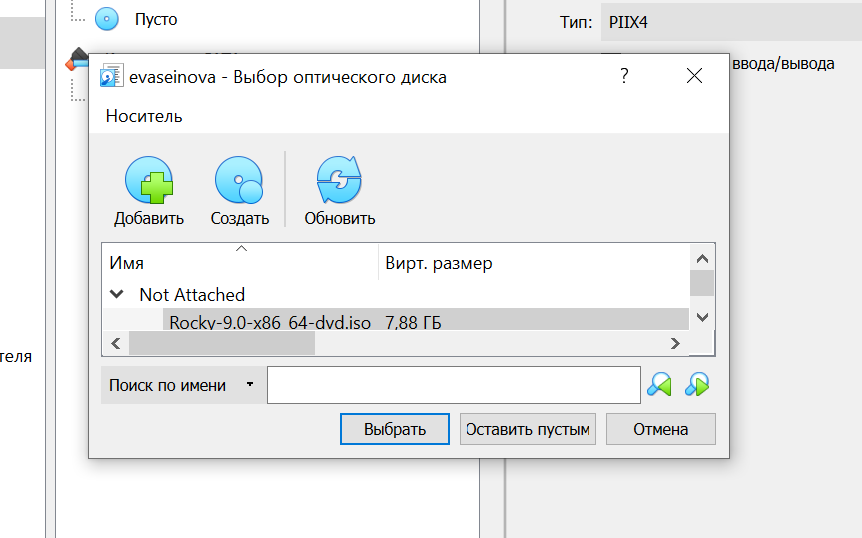 Пусто
Тип: PIIX4
ввода/вывода
evaseinova - Выбор оптического диска ?
Носитель
Добавить Создать Обновить
Имя Вирт. размер
Not Attached
Rocky-9.0-x86_64-dvd.iso 7,88 ГБ
теля
Поиск по имени
Выбрать Оставить пустым Отмена